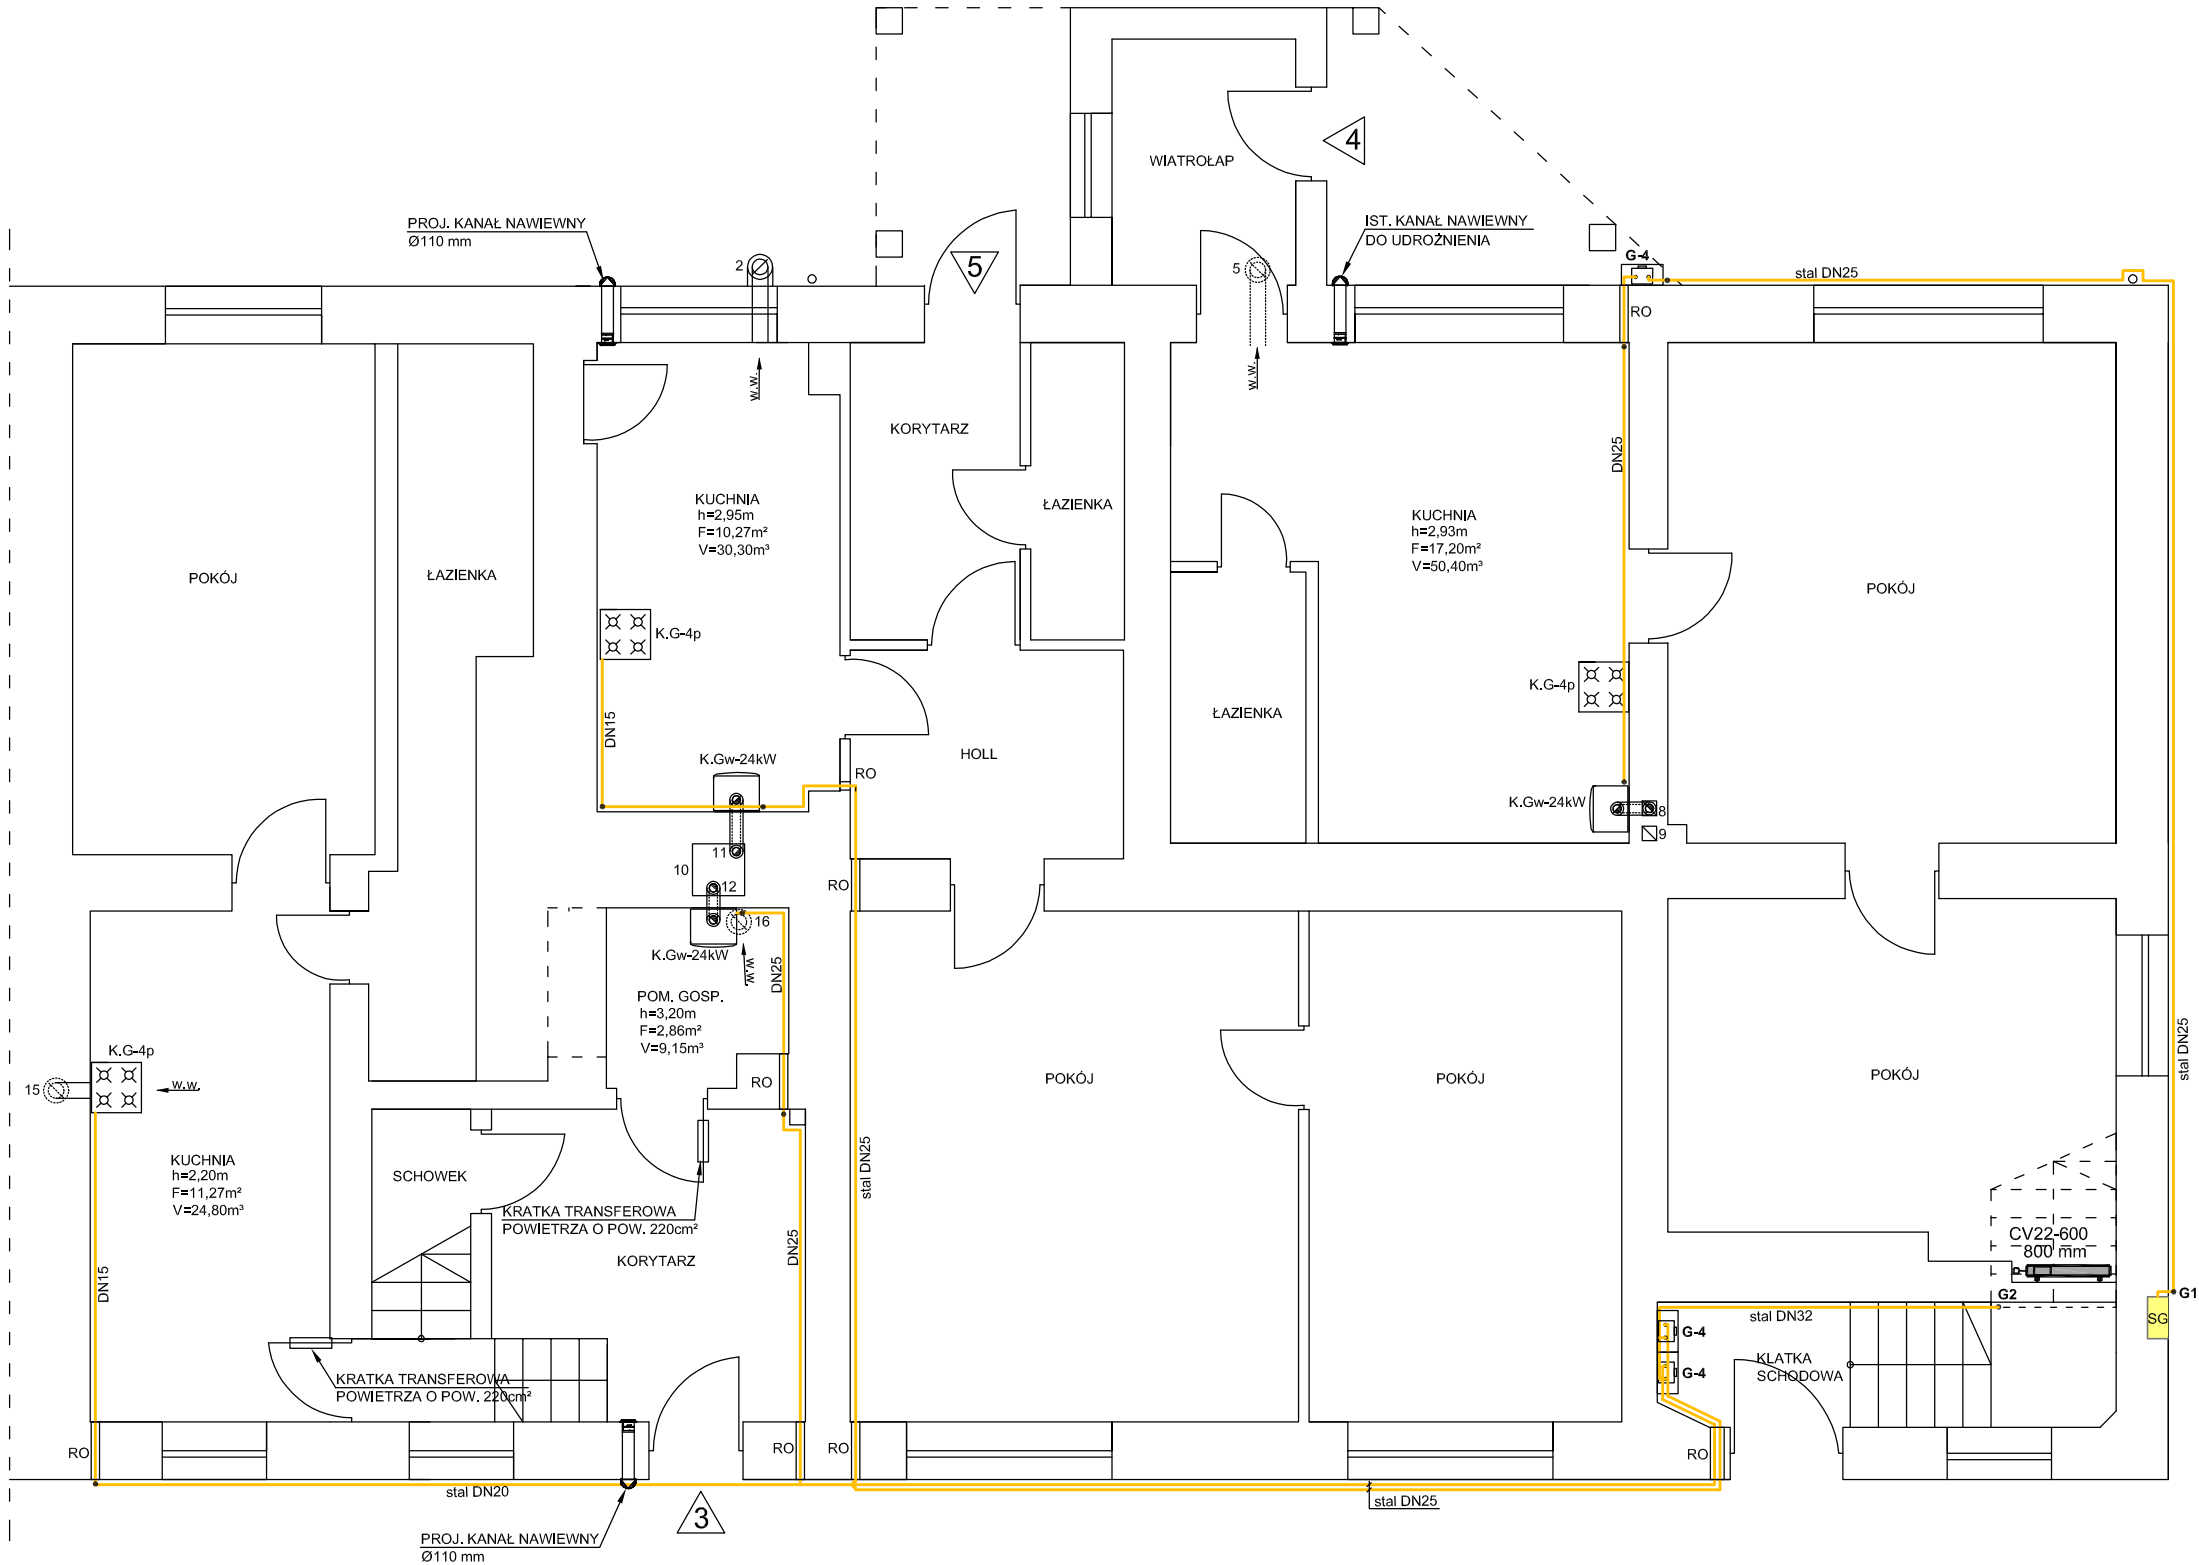 WIATROŁAP
4
PROJ. KANAŁ NAWIEWNY
Ø110 mm
2
5
5
IST. KANAŁ NAWIEWNY
DO UDROŻNIENIA
G-4
stal DN25
RO
w.w.
w.w.
KORYTARZ
DN25
KUCHNIA
h=2,95m
F=10,27m²
V=30,30m³
ŁAZIENKA
KUCHNIA
h=2,93m
F=17,20m²
V=50,40m³
POKÓJ
ŁAZIENKA
POKÓJ
K.G-4p
K.G-4p
DN15
ŁAZIENKA
HOLL
K.Gw-24kW
RO
K.Gw-24kW
8
9
11
10
12
RO
16
K.Gw-24kW
w.w.
DN25
POM. GOSP.
h=3,20m
F=2,86m²
V=9,15m³
K.G-4p
15
w.w.
RO
POKÓJ
POKÓJ
POKÓJ
stal DN25
KUCHNIA
h=2,20m
F=11,27m²
V=24,80m³
SCHOWEK
stal DN25
KRATKA TRANSFEROWA
POWIETRZA O POW. 220cm²
KORYTARZ
DN25
DN15
CV22-600
800 mm
G2
G1
SG
stal DN32
G-4
G-4
KLATKA
SCHODOWA
KRATKA TRANSFEROWA
POWIETRZA O POW. 220cm²
RO
RO
RO
RO
stal DN20
stal DN25
3
PROJ. KANAŁ NAWIEWNY
Ø110 mm